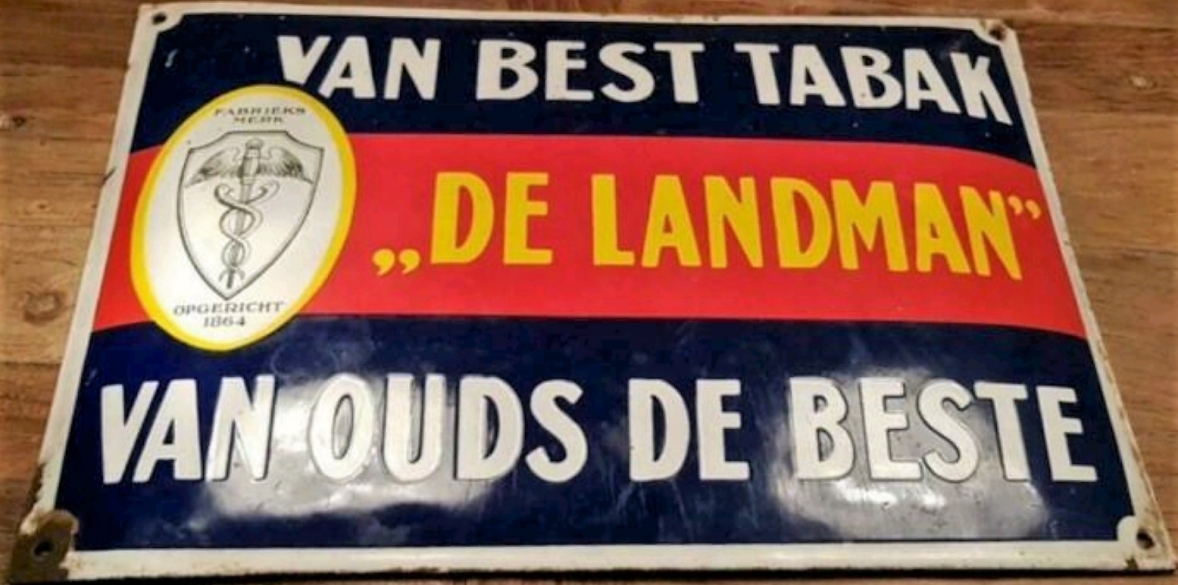 VAN BEST TABAK
FABRIEKS
MERK
„DE LANDMAN”
OPGERICHT
1864
VAN OUDS DE BESTE